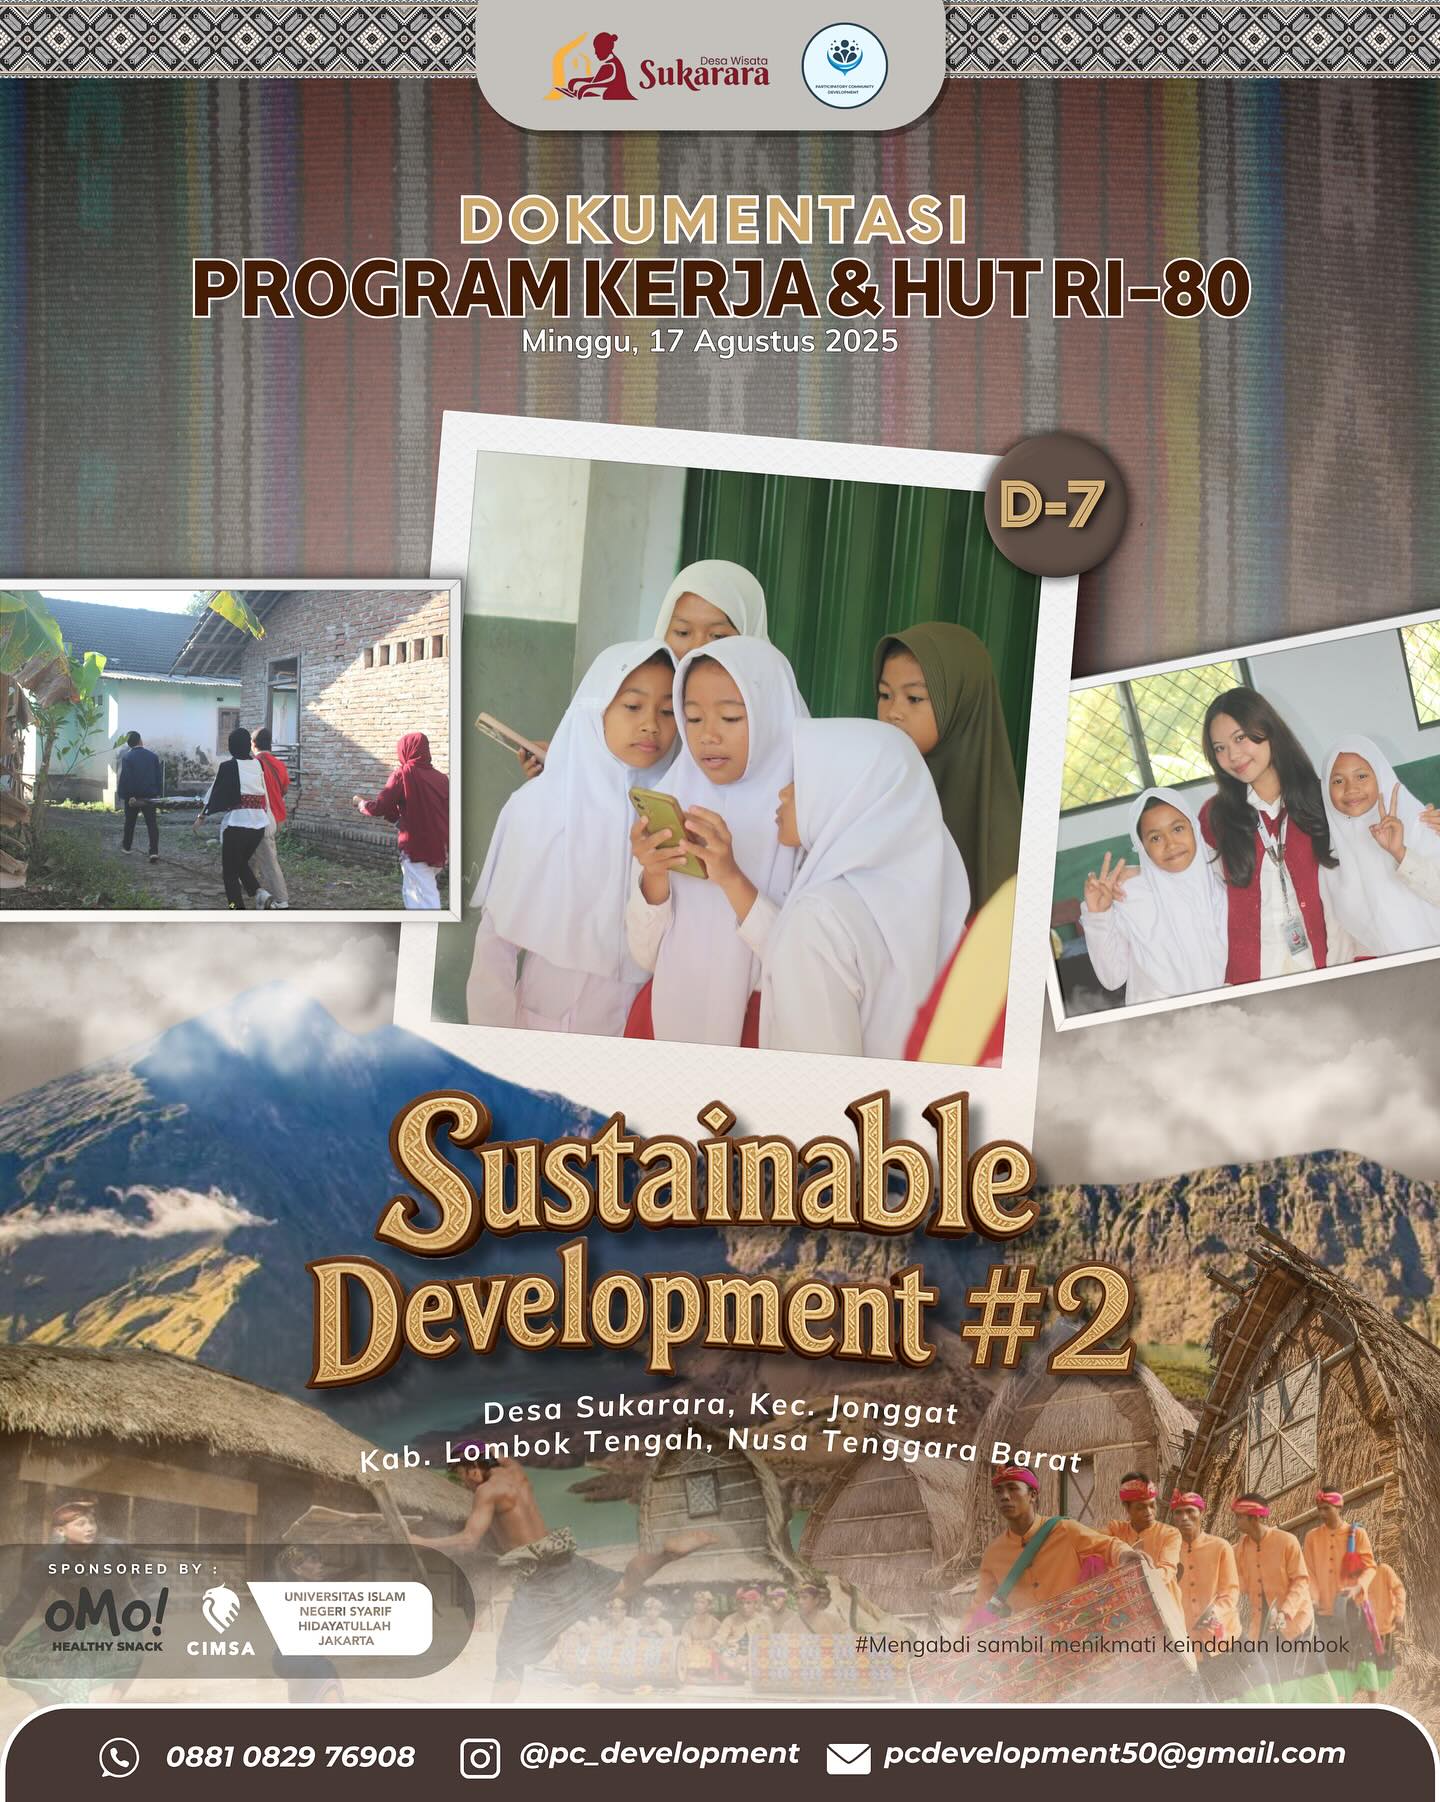 Desa Wisata
Sukarara
PARTICIPATORY COMMUNITY
DEVELOPMENT
DOKUMENTASI
PROGRAM KERJA & HUT RI-80
Minggu, 17 Agustus 2025
D-7
Sustainable
Development #2
Desa Sukarara, Kec. Jonggat
Kab. Lombok Tengah, Nusa Tenggara Barat
SPONSORED BY :
oMo!
HEALTHY SNACK
CIMSA
UNIVERSITAS ISLAM
NEGERI SYARIF
HIDAYATULLAH
JAKARTA
#Mengabdi sambil menikmati keindahan lombok
0881 0829 76908
@pc_development
pcdevelopment50@gmail.com